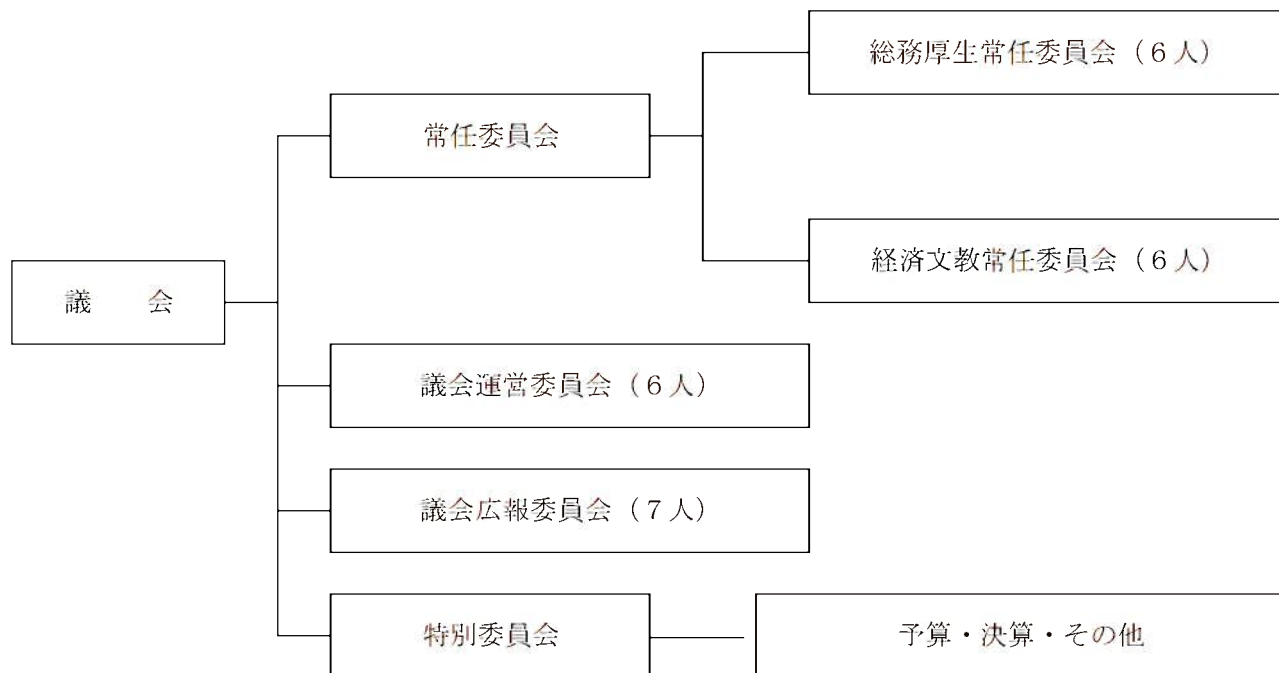 総務厚生常任委員会（６人）
常任委員会
経済文教常任委員会（６人）
議　　会
議会運営委員会（６人）
議会広報委員会（７人）
特別委員会
予算・決算・その他